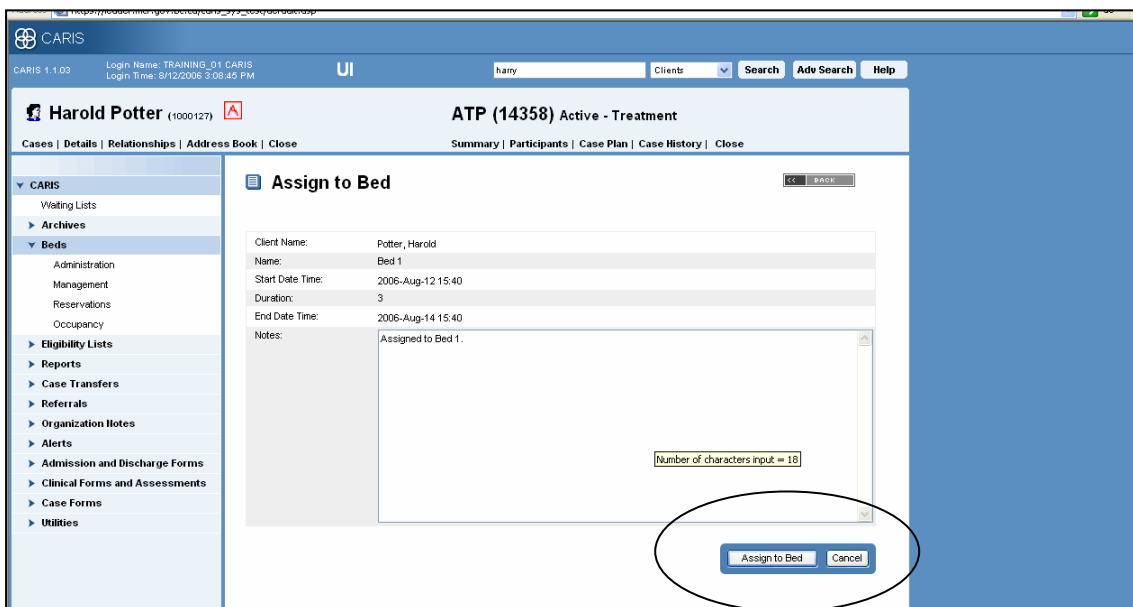 CARIS
CARIS 1.1.03
Login Name: TRAINING_01 CARIS
Login Time: 8/12/2006 3:08:45 PM
UI
harry
Clients
Search
Adv Search
Help
Harold Potter (1000127) A
ATP (14358) Active - Treatment
Cases | Details | Relationships | Address Book | Close
Summary | Participants | Case Plan | Case History | Close
CARIS
Waiting Lists
Archives
Beds
Administration
Management
Reservations
Occupancy
Eligibility Lists
Reports
Case Transfers
Referrals
Organization Notes
Alerts
Admission and Discharge Forms
Clinical Forms and Assessments
Case Forms
Utilities
Assign to Bed
<< BACK
Client Name: Potter, Harold
Name: Bed 1
Start Date Time: 2006-Aug-12 15:40
Duration: 3
End Date Time: 2006-Aug-14 15:40
Notes: Assigned to Bed 1.
Number of characters input = 18
Assign to Bed
Cancel